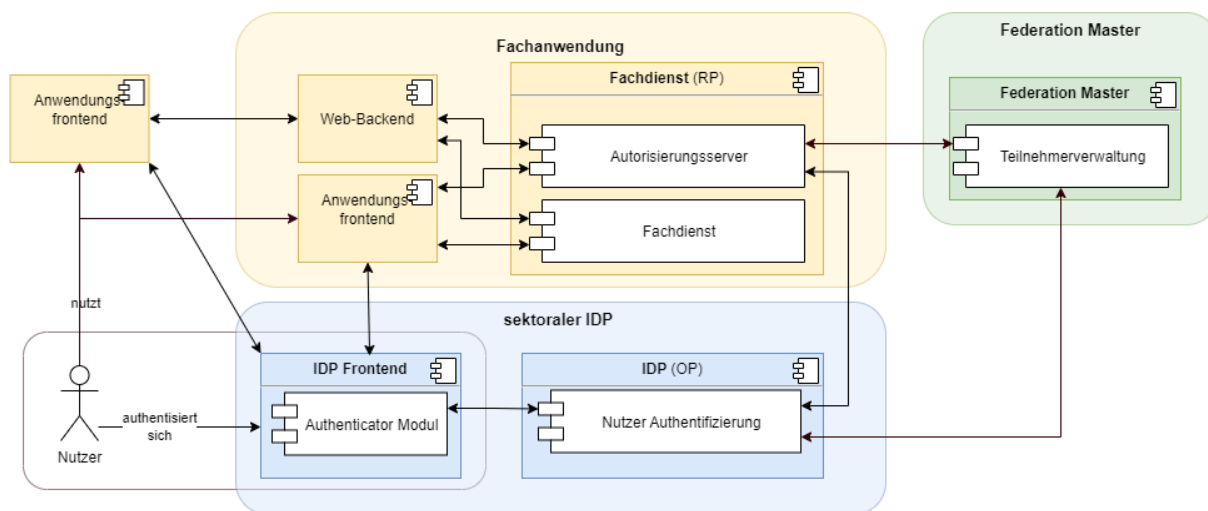 Fachanwendung
Federation Master
Anwendungs-
frontend
Web-Backend
Fachdienst (RP)
Federation Master
Autorisierungsserver
Teilnehmerverwaltung
Anwendungs-
frontend
Fachdienst
nutzt
sektoraler IDP
IDP Frontend
IDP (OP)
authentisiert
sich
Authenticator Modul
Nutzer Authentifizierung
Nutzer